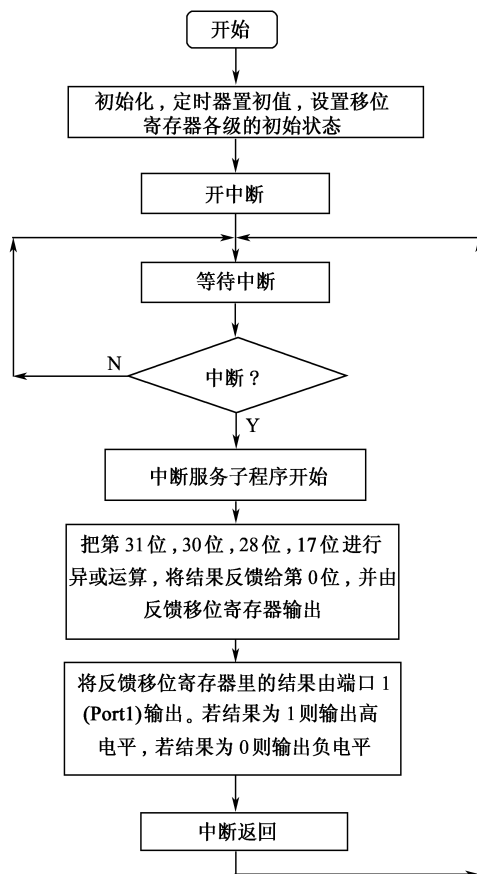 开始
初始化，定时器置初值，设置移位
寄存器各级的初始状态
开中断
等待中断
N
中断？
Y
中断服务子程序开始
把第31位，30位，28位，17位进行
异或运算，将结果反馈给第0位，并由
反馈移位寄存器输出
将反馈移位寄存器里的结果由端口1
(Port1)输出。若结果为1则输出高
电平，若结果为0则输出负电平
中断返回